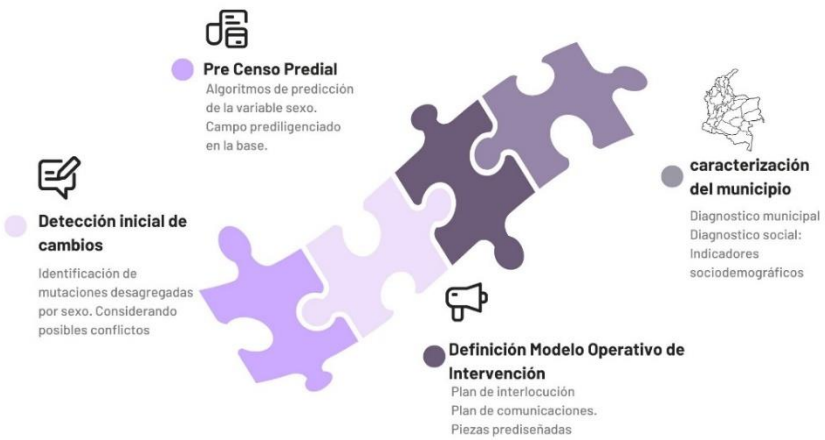 Pre Censo Predial
Algoritmos de predicción
de la variable sexo.
Campo prediligenciado
en la base.
Detección inicial de
cambios
Identificación de
mutaciones desagregadas
por sexo. Considerando
posibles conflictos
caracterización
del municipio
Diagnostico municipal
Diagnostico social:
Indicadores
sociodemográficos
Definición Modelo Operativo de
Intervención
Plan de interlocución
Plan de comunicaciones.
Piezas prediseñadas